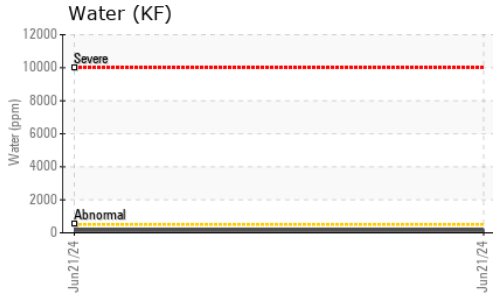 Water (KF)
12000
Severe
10000
8000
Water (ppm)
6000
4000
2000
Abnormal
0
Jun21/24
Jun21/24